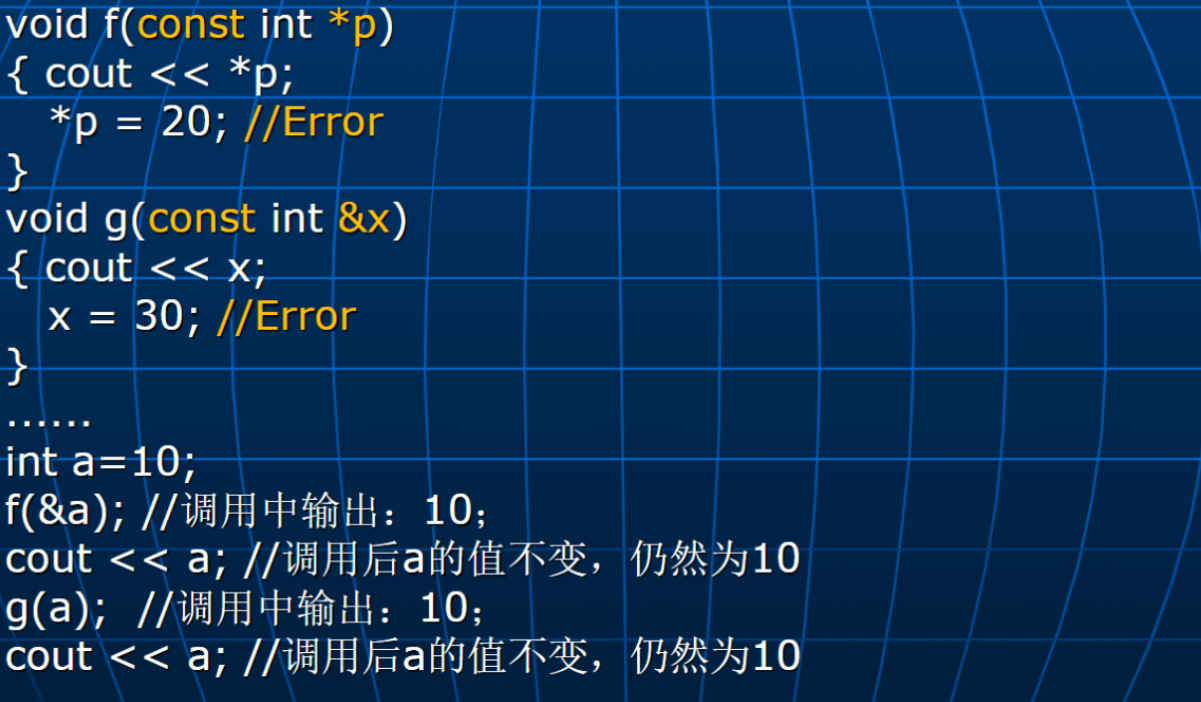 void f(const int *p)
{ cout << *p;
*p = 20; //Error
}
void g(const int &x)
{ cout << x;
x = 30; //Error
}
......
int a=10;
f(&a); //调用中输出：10；
cout << a; //调用后a的值不变，仍然为10
g(a); //调用中输出：10；
cout << a; //调用后a的值不变，仍然为10